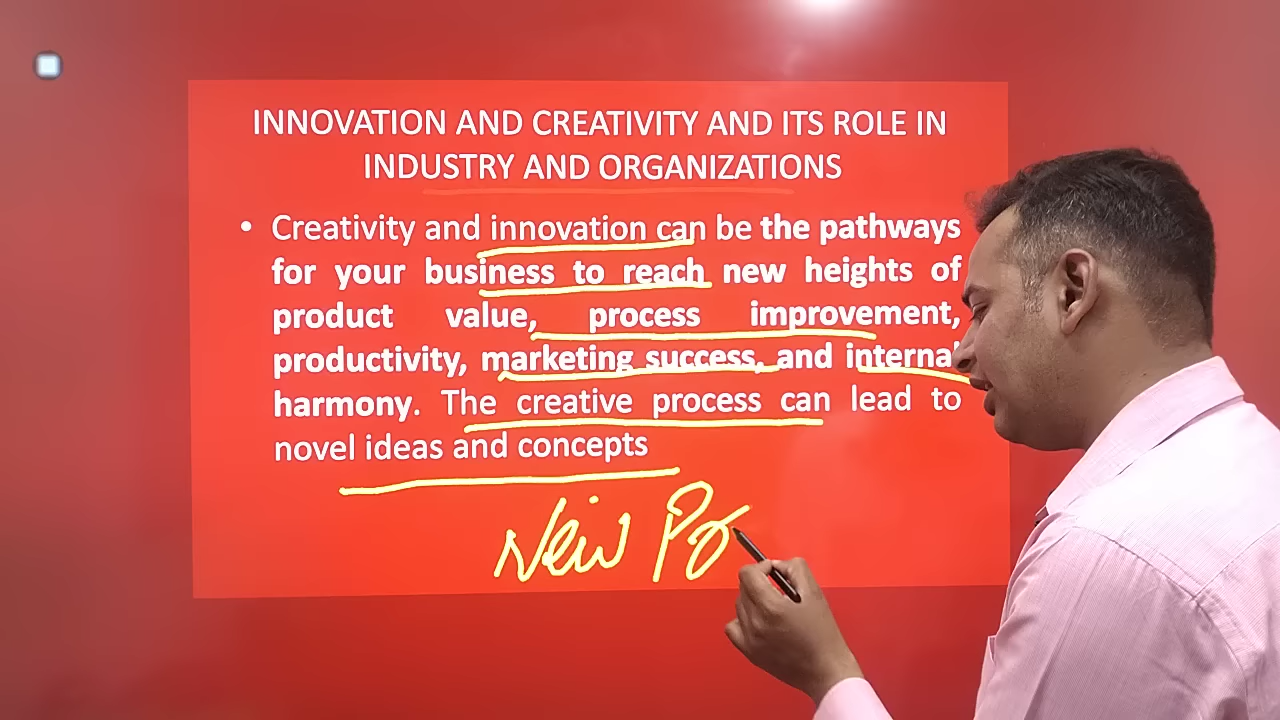 INNOVATION AND CREATIVITY AND ITS ROLE IN
INDUSTRY AND ORGANIZATIONS
• Creativity and innovation can be the pathways
for your business to reach new heights of
product value, process improvement,
productivity, marketing success, and internal
harmony. The creative process can lead to
novel ideas and concepts
New